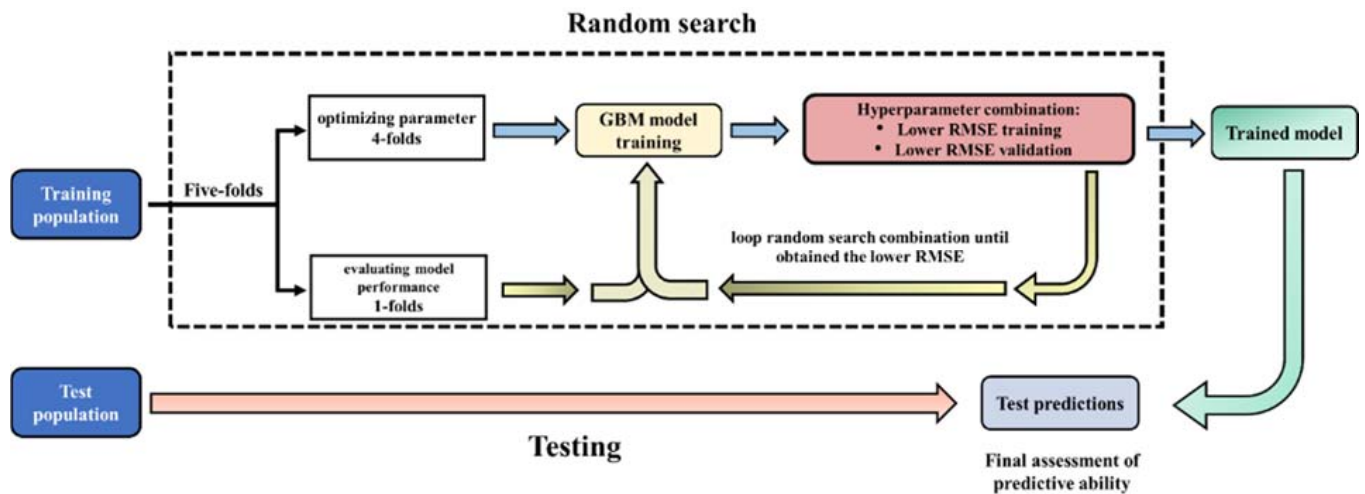 Random search
optimizing parameter
4-folds
GBM model
training
Hyperparameter combination:
• Lower RMSE training
• Lower RMSE validation
Trained model
Training
population
Five-folds
loop random search combination until
obtained the lower RMSE
evaluating model
performance
1-folds
Test
population
Test predictions
Testing
Final assessment of
predictive ability